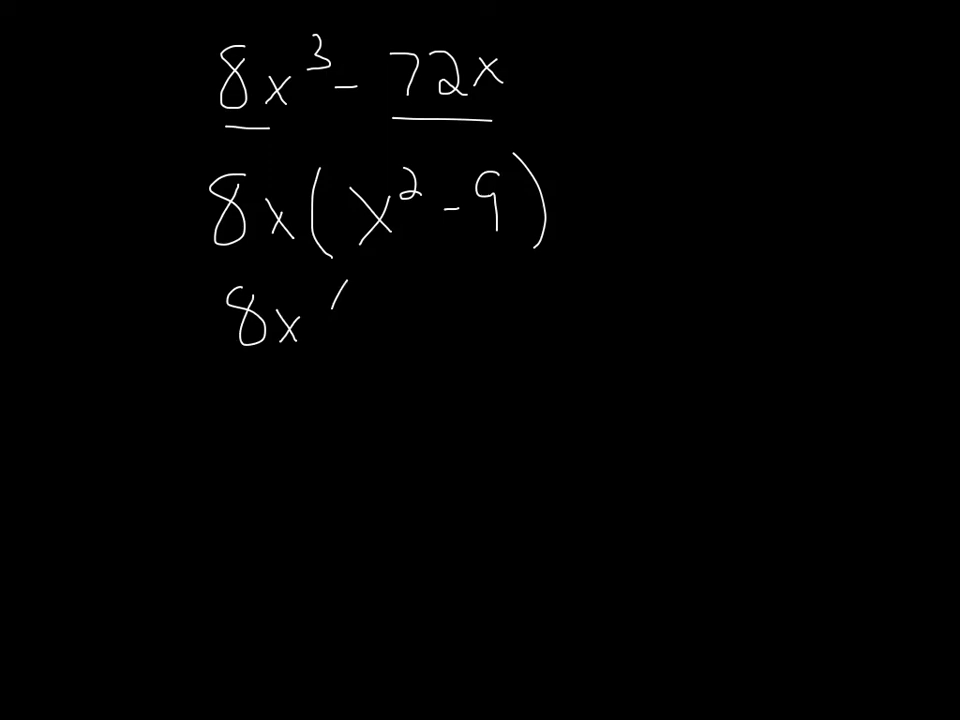 8x³ - 72x
8x(x² - 9)
8x(